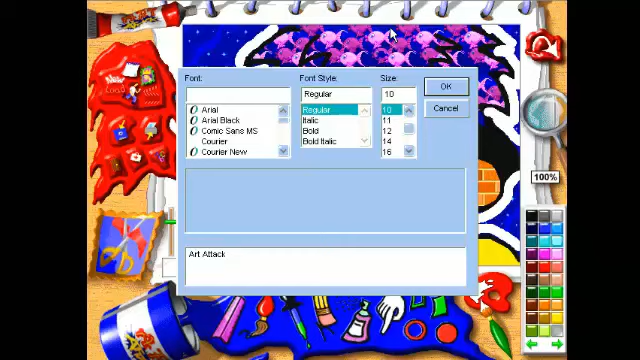 Font:
Font Style:
Size:
Regular
10
OK
Arial
Arial Black
Comic Sans MS
Courier
Courier New
Regular
Italic
Bold
Bold Italic
10
11
12
14
16
Cancel
100%
Art Attack